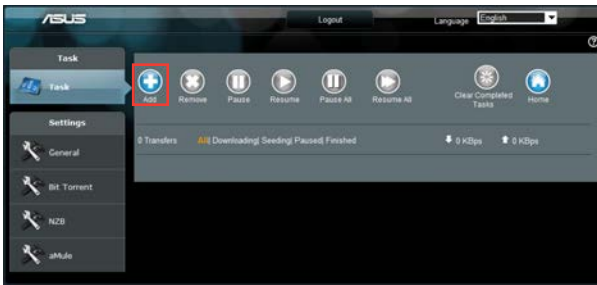 ASUS
Logout
Language English
?
Task
Task
Add Remove Pause Resume Pause All Resume All Clear Completed Tasks Home
0 Transfers All| Downloading| Seeding| Paused| Finished 0 KBps 0 KBps
Settings
General
Bit Torrent
NZB
aMule